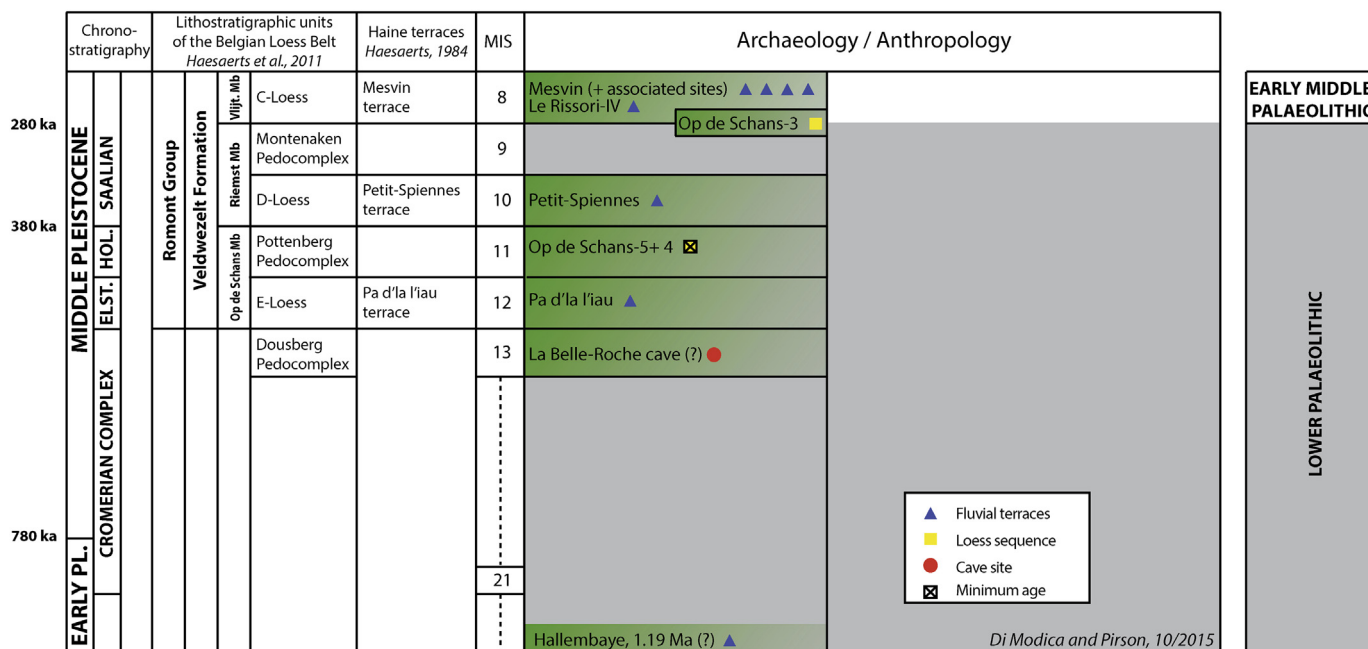 Chrono-
stratigraphy
Lithostratigraphic units
of the Belgian Loess Belt
Haesaerts et al., 2011
Haine terraces
Haesaerts, 1984
MIS
Archaeology / Anthropology
280 ka
380 ka
780 ka
MIDDLE PLEISTOCENE
EARLY PL.
SAALIAN
HOL.
ELST.
CROMERIAN COMPLEX
Romont Group
Veldwezelt Formation
Vlijt. Mb
Riemst Mb
Op de Schans Mb
C-Loess
Mesvin
terrace
8
Mesvin (+ associated sites)
Le Rissori-IV
Op de Schans-3
Montenaken
Pedocomplex
9
D-Loess
Petit-Spiennes
terrace
10
Petit-Spiennes
Pottenberg
Pedocomplex
11
Op de Schans-5+ 4
E-Loess
Pa d'la l'iau
terrace
12
Pa d'la l'iau
Dousberg
Pedocomplex
13
La Belle-Roche cave (?)
21
Hallembaye, 1.19 Ma (?)
Fluvial terraces
Loess sequence
Cave site
Minimum age
Di Modica and Pirson, 10/2015
EARLY MIDDLE
PALAEOLITHIC
LOWER PALAEOLITHIC